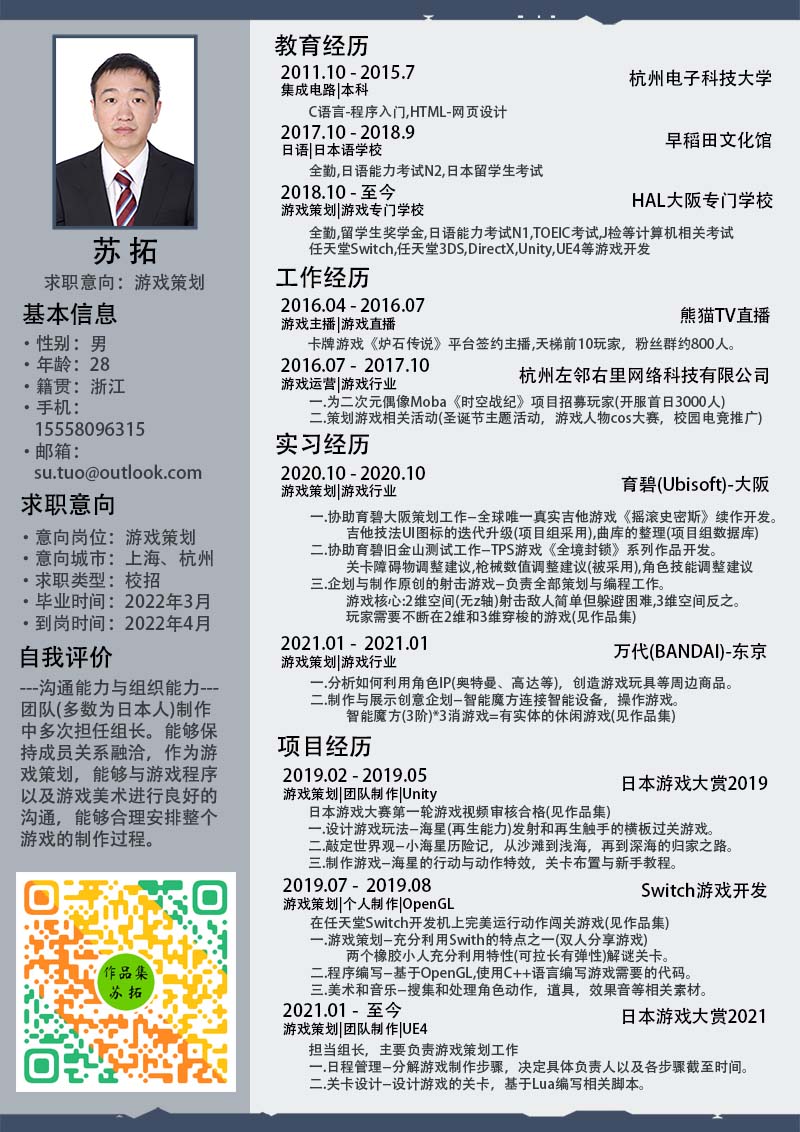 苏 拓
求职意向：游戏策划
基本信息
·性别：男
·年龄：28
·籍贯：浙江
·手机：
15558096315
·邮箱：
su.tuo@outlook.com
求职意向
·意向岗位：游戏策划
·意向城市：上海、杭州
·求职类型：校招
·毕业时间：2022年3月
·到岗时间：2022年4月
自我评价
---沟通能力与组织能力---
团队(多数为日本人)制作
中多次担任组长。能够保
持成员关系融洽，作为游
戏策划，能够与游戏程序
以及游戏美术进行良好的
沟通，能够合理安排整个
游戏的制作过程。
作品集
苏 拓
教育经历
2011.10 - 2015.7
杭州电子科技大学
集成电路|本科
C语言-程序入门,HTML-网页设计
2017.10 - 2018.9
早稻田文化馆
日语|日本语学校
全勤,日语能力考试N2,日本留学生考试
2018.10 - 至今
HAL大阪专门学校
游戏策划|游戏专门学校
全勤,留学生奖学金,日语能力考试N1,TOEIC考试,J检等计算机相关考试
任天堂Switch,任天堂3DS,DirectX,Unity,UE4等游戏开发
工作经历
2016.04 - 2016.07
熊猫TV直播
游戏主播|游戏直播
卡牌游戏《炉石传说》平台签约主播,天梯前10玩家，粉丝群约800人。
2016.07 - 2017.10
杭州左邻右里网络科技有限公司
游戏运营|游戏行业
一.为二次元偶像Moba《时空战纪》项目招募玩家(开服首日3000人)
二.策划游戏相关活动(圣诞节主题活动，游戏人物cos大赛，校园电竞推广)
实习经历
2020.10 - 2020.10
育碧(Ubisoft)-大阪
游戏策划|游戏行业
一.协助育碧大阪策划工作–全球唯一真实吉他游戏《摇滚史密斯》续作开发。
吉他技法UI图标的迭代升级(项目组采用),曲库的整理(项目组数据库)
二.协助育碧旧金山测试工作–TPS游戏《全境封锁》系列作品开发。
关卡障碍物调整建议,枪械数值调整建议(被采用),角色技能调整建议
三.企划与制作原创的射击游戏–负责全部策划与编程工作。
游戏核心:2维空间(无z轴)射击敌人简单但躲避困难,3维空间反之。
玩家需要不断在2维和3维穿梭的游戏(见作品集)
2021.01 - 2021.01
万代(BANDAI)-东京
游戏策划|游戏行业
一.分析如何利用角色IP(奥特曼、高达等)，创造游戏玩具等周边商品。
二.制作与展示创意企划–智能魔方连接智能设备，操作游戏。
智能魔方(3阶)*3消游戏=有实体的休闲游戏(见作品集)
项目经历
2019.02 - 2019.05
日本游戏大赏2019
游戏策划|团队制作|Unity
日本游戏大赛第一轮游戏视频审核合格(见作品集)
一.设计游戏玩法–海星(再生能力)发射和再生触手的横板过关游戏。
二.敲定世界观–小海星历险记，从沙滩到浅海，再到深海的归家之路。
三.制作游戏–海星的行动与动作特效，关卡布置与新手教程。
2019.07 - 2019.08
Switch游戏开发
游戏策划|个人制作|OpenGL
在任天堂Switch开发机上完美运行动作闯关游戏(见作品集)
一.游戏策划–充分利用Swith的特点之一(双人分享游戏)
两个橡胶小人充分利用特性(可拉长有弹性)解谜关卡。
二.程序编写–基于OpenGL,使用C++语言编写游戏需要的代码。
三.美术和音乐–搜集和处理角色动作，道具，效果音等相关素材。
2021.01 - 至今
日本游戏大赏2021
游戏策划|团队制作|UE4
担当组长，主要负责游戏策划工作
一.日程管理–分解游戏制作步骤，决定具体负责人以及各步骤截至时间。
二.关卡设计–设计游戏的关卡，基于Lua编写相关脚本。